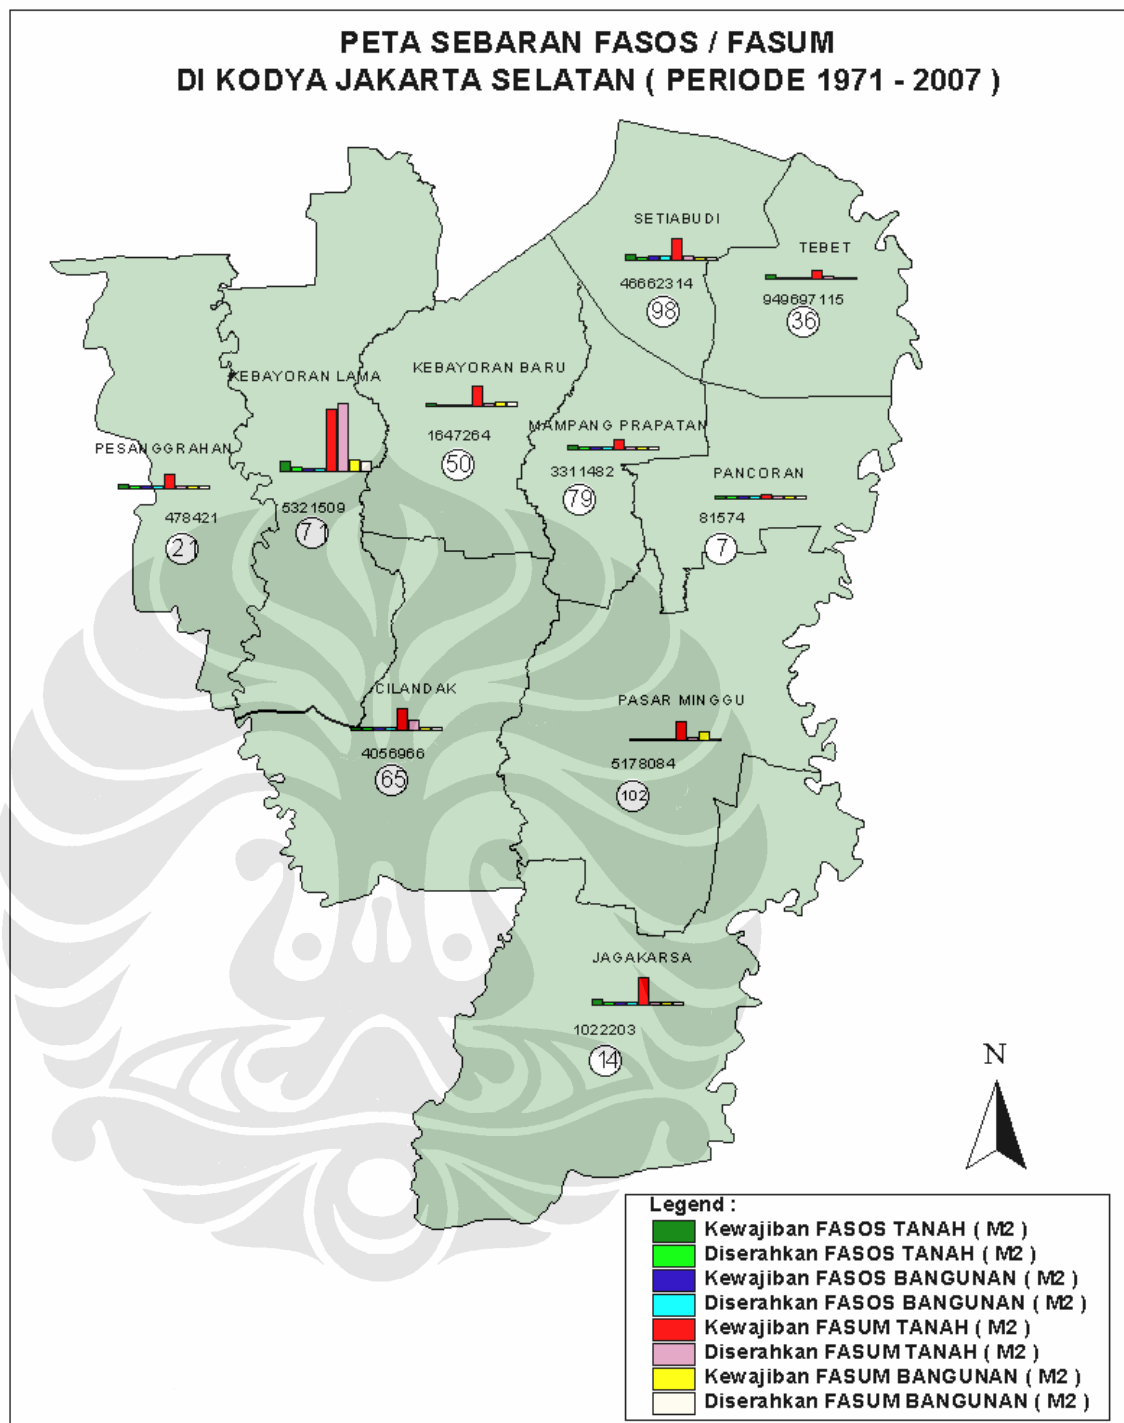 PETA SEBARAN FASOS / FASUM
DI KODYA JAKARTA SELATAN ( PERIODE 1971 - 2007 )
SETIABUDI
46662314
98
TEBET
949697115
36
KEBAYORAN LAMA
5321509
71
KEBAYORAN BARU
1647264
50
MAMPANG PRAPATAN
3311482
79
PESANGGRAHAN
478421
21
PANCORAN
81574
7
CILANDAK
4056966
65
PASAR MINGGU
5178084
102
JAGAKARSA
1022203
14
N
Legend :
Kewajiban FASOS TANAH ( M2 )
Diserahkan FASOS TANAH ( M2 )
Kewajiban FASOS BANGUNAN ( M2 )
Diserahkan FASOS BANGUNAN ( M2 )
Kewajiban FASUM TANAH ( M2 )
Diserahkan FASUM TANAH ( M2 )
Kewajiban FASUM BANGUNAN ( M2 )
Diserahkan FASUM BANGUNAN ( M2 )